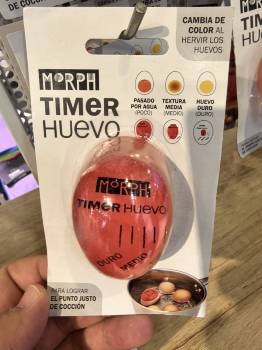 CAMBIA DE
COLOR AL
HERVIR LOS
HUEVOS
MORPH
TIMER
HUEVO
PASADO
POR AGUA
(POCO)
TEXTURA
MEDIA
(MEDIO)
HUEVO
DURO
(DURO)
MORPH
TIMER HUEVO
DURO
MEDIO
PARA LOGRAR
EL PUNTO JUSTO
DE COCCIÓN